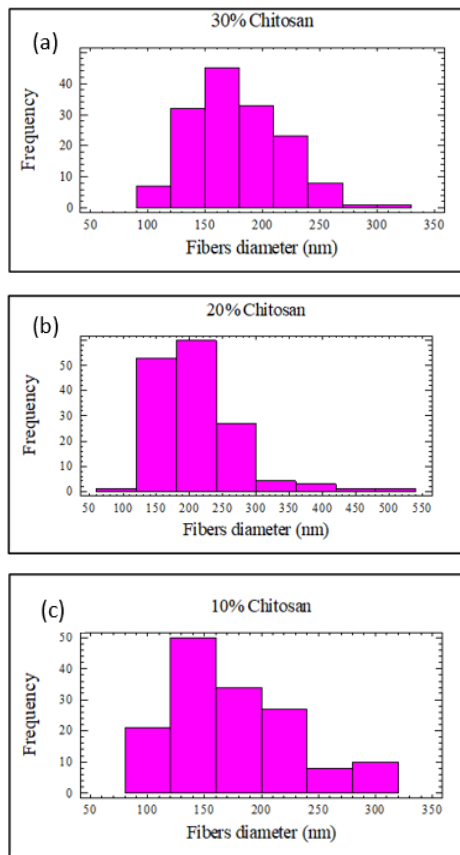 (a)
30% Chitosan
Frequency
40
30
20
10
0
50 100 150 200 250 300 350
Fibers diameter (nm)
(b)
20% Chitosan
Frequency
50
40
30
20
10
0
50 100 150 200 250 300 350 400 450 500 550
Fibers diameter (nm)
(c)
10% Chitosan
Frequency
50
40
30
20
10
0
50 100 150 200 250 300
Fibers diameter (nm)